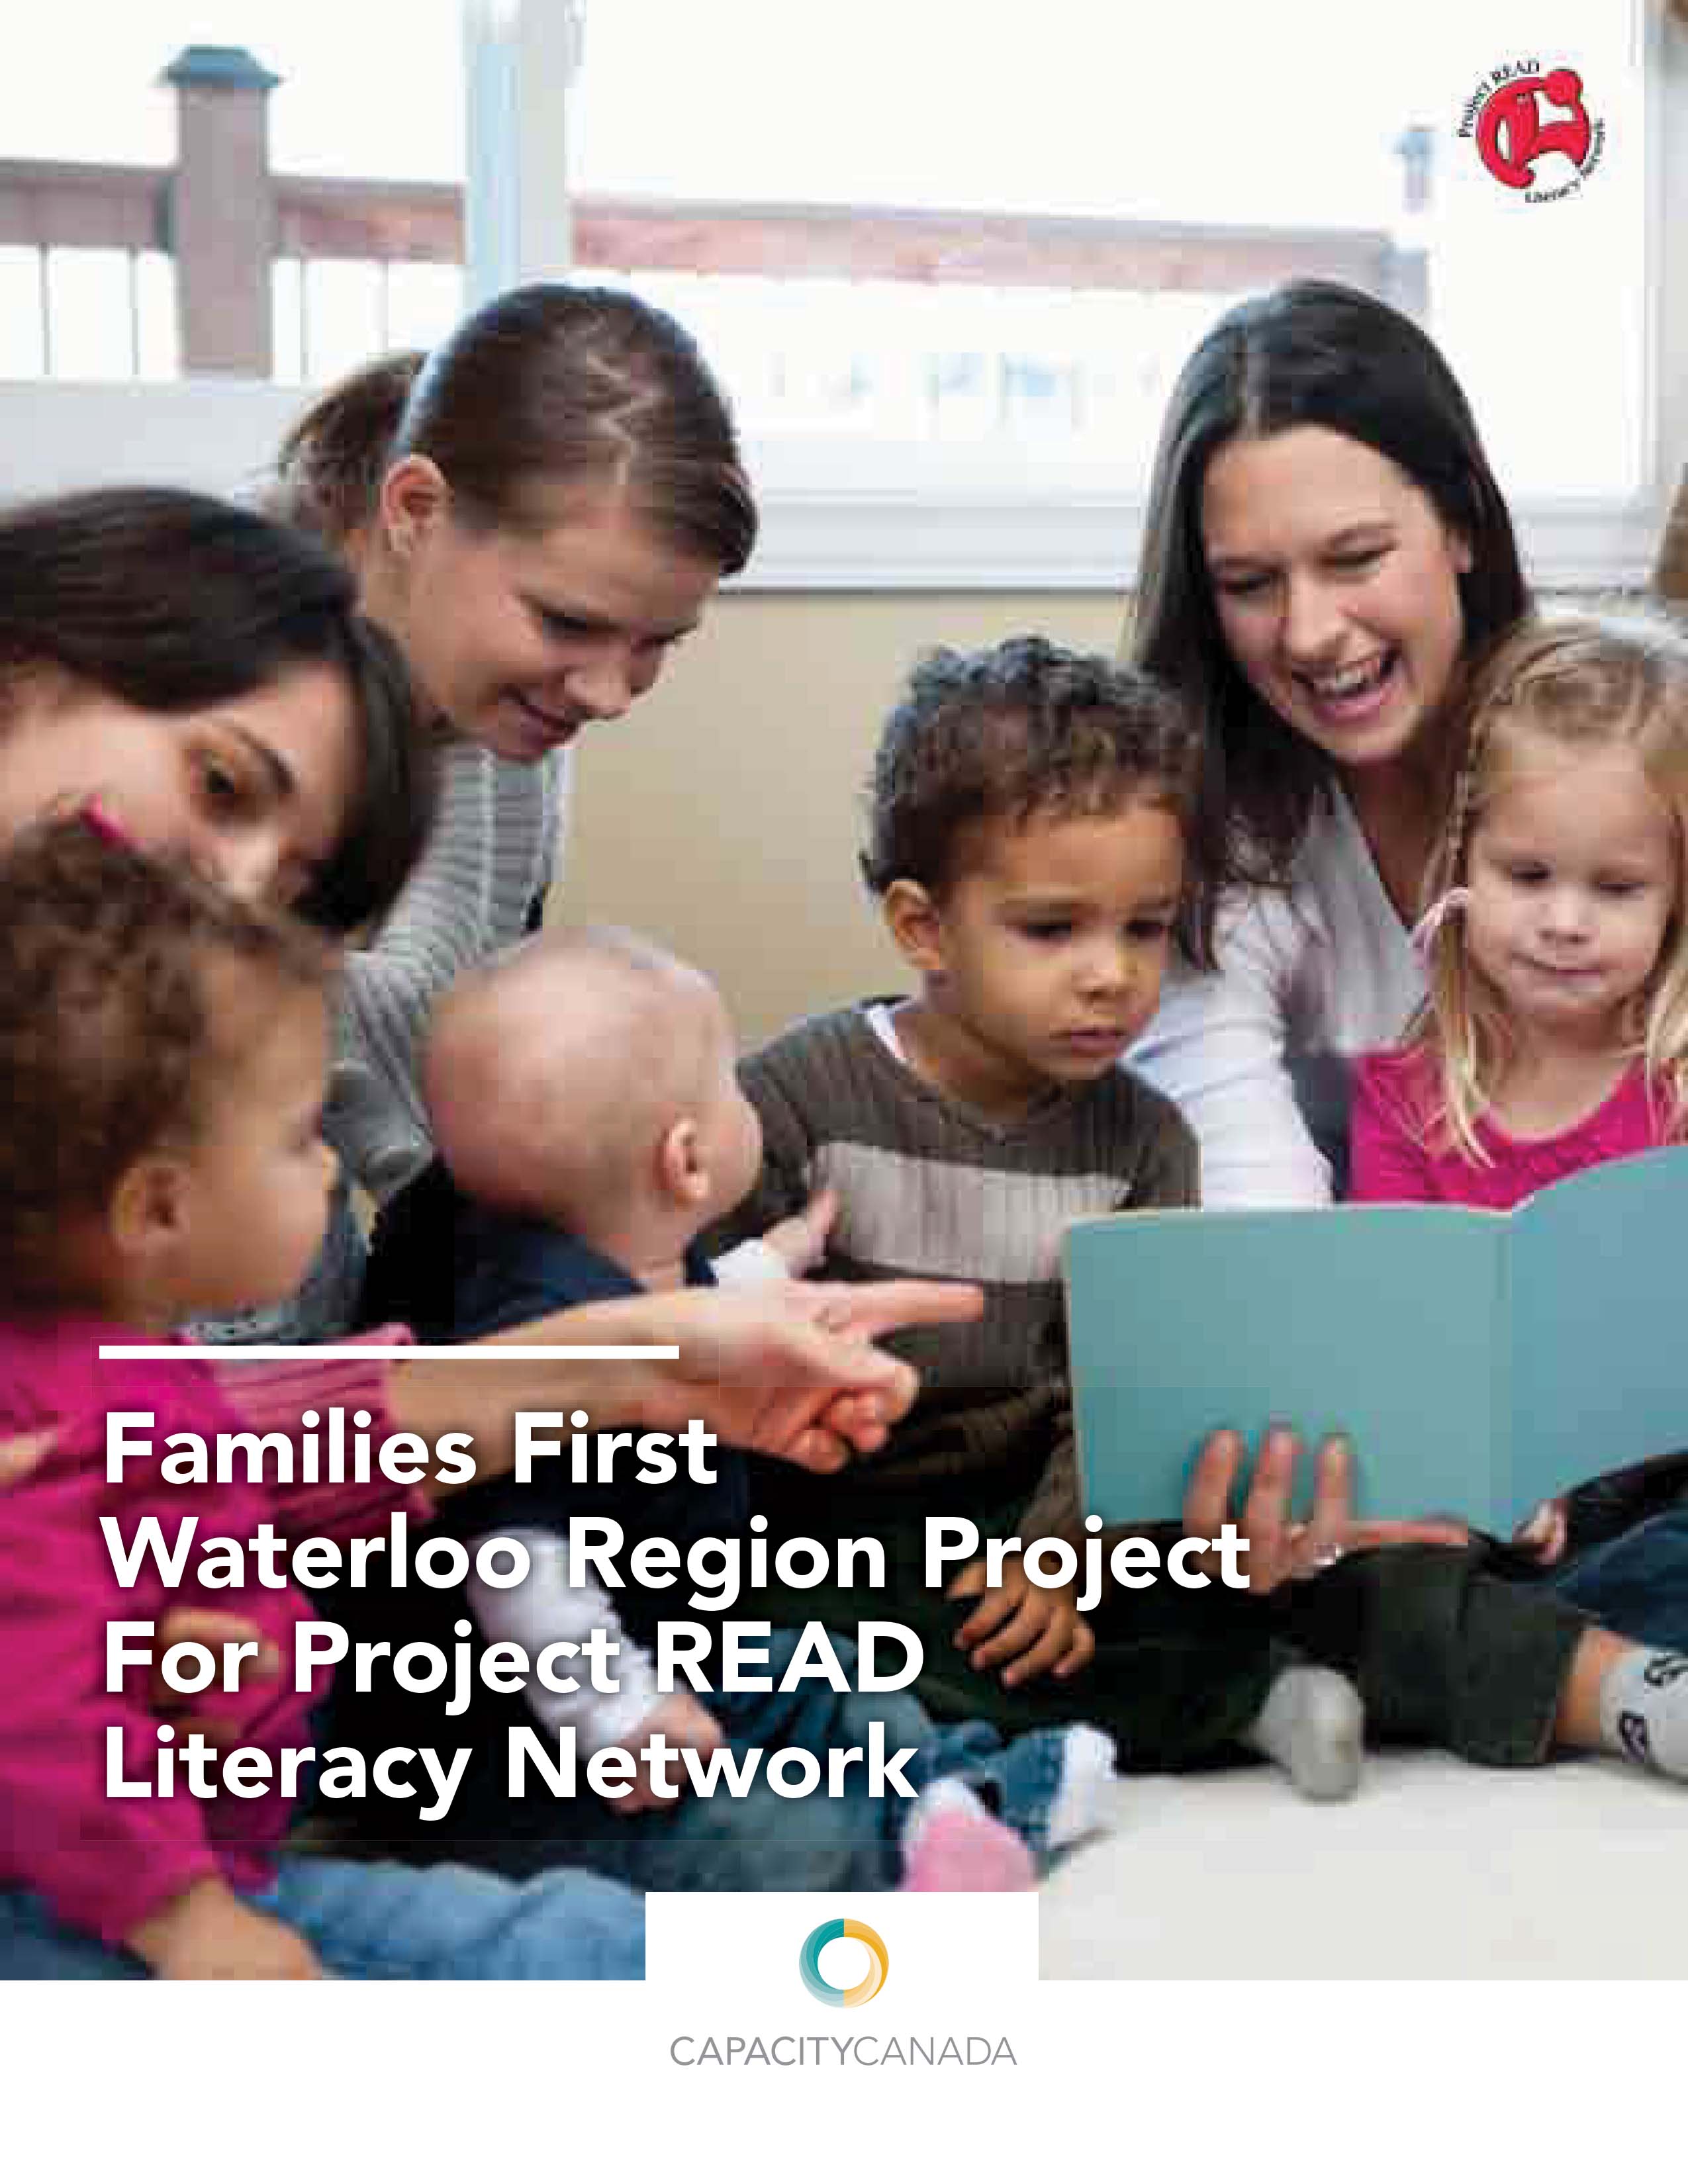 Project READ
Literacy Network
Families First
Waterloo Region Project
For Project READ
Literacy Network
CAPACITYCANADA